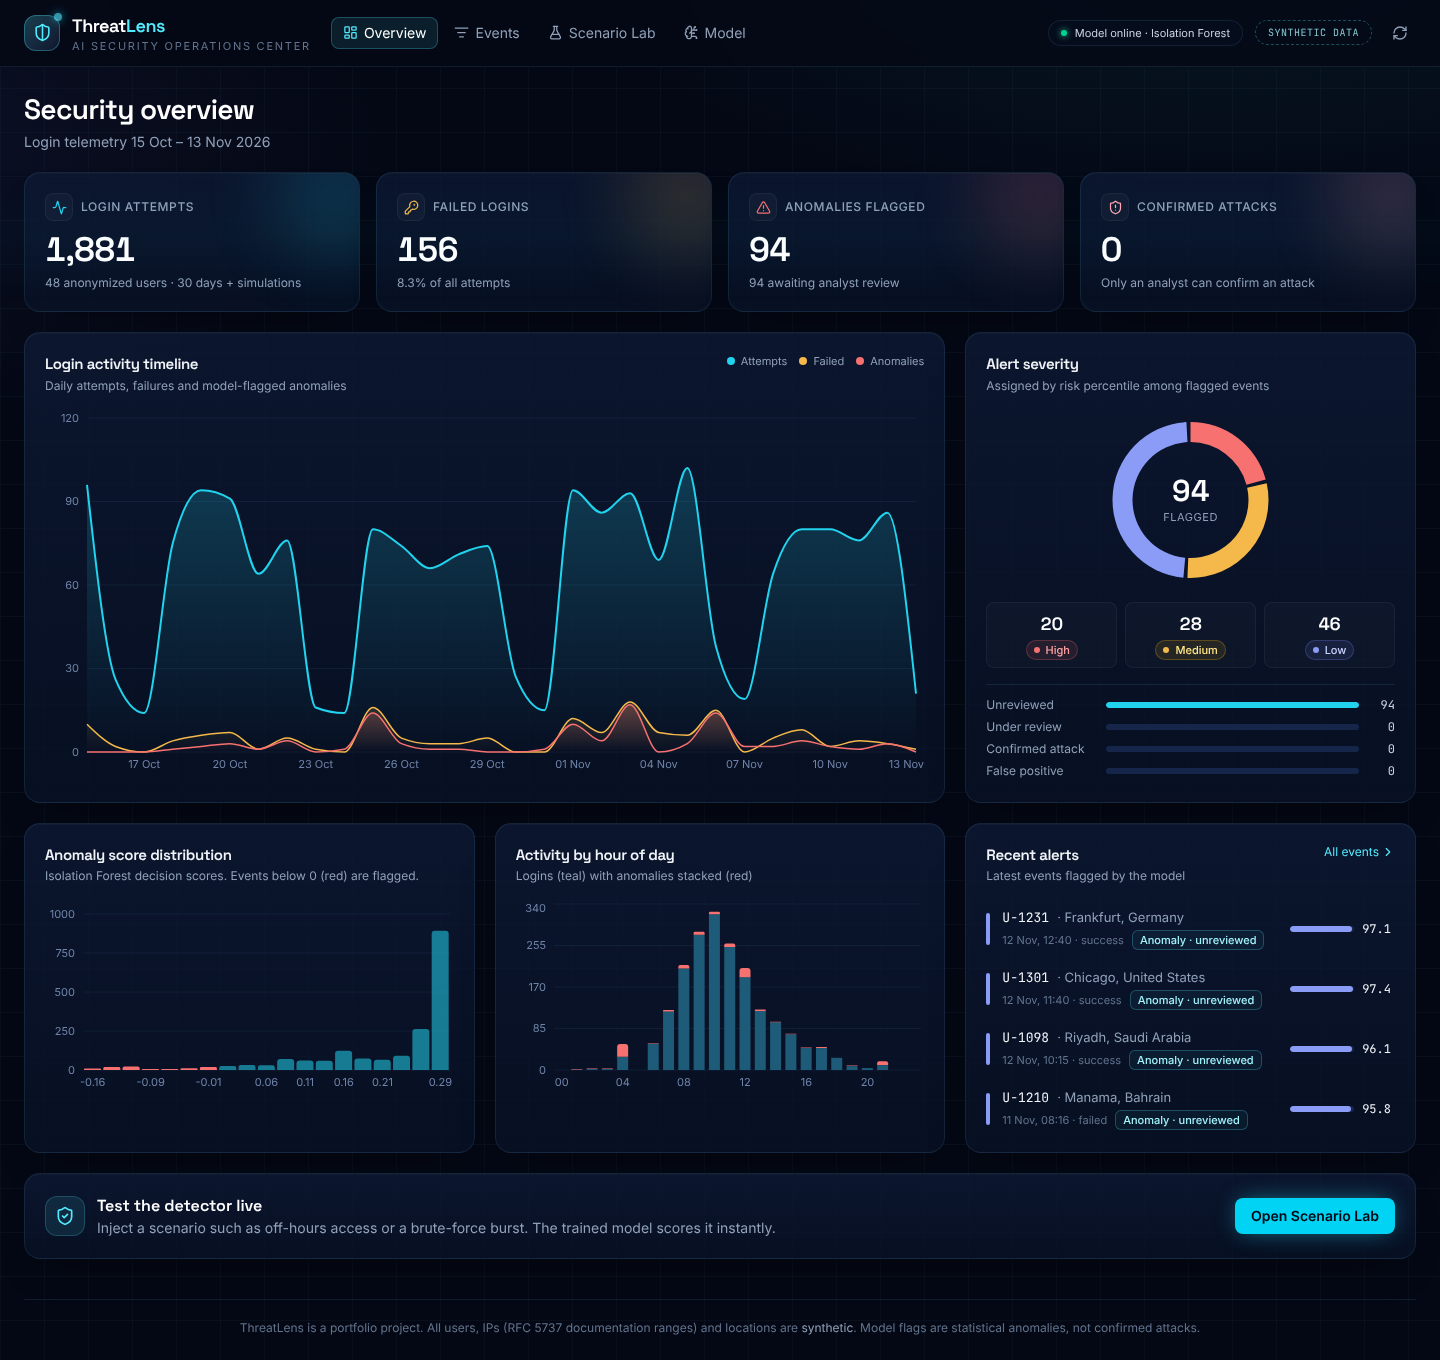 ThreatLens
AI SECURITY OPERATIONS CENTER
Overview
Events
Scenario Lab
Model
Model online · Isolation Forest
SYNTHETIC DATA
Security overview
Login telemetry 15 Oct – 13 Nov 2026
LOGIN ATTEMPTS
1,881
48 anonymized users · 30 days + simulations
FAILED LOGINS
156
8.3% of all attempts
ANOMALIES FLAGGED
94
94 awaiting analyst review
CONFIRMED ATTACKS
0
Only an analyst can confirm an attack
Login activity timeline
Daily attempts, failures and model-flagged anomalies
Attempts
Failed
Anomalies
120
90
60
30
0
17 Oct
20 Oct
23 Oct
26 Oct
29 Oct
01 Nov
04 Nov
07 Nov
10 Nov
13 Nov
Alert severity
Assigned by risk percentile among flagged events
94
FLAGGED
20
High
28
Medium
46
Low
Unreviewed 94
Under review 0
Confirmed attack 0
False positive 0
Anomaly score distribution
Isolation Forest decision scores. Events below 0 (red) are flagged.
1000
750
500
250
0
-0.16
-0.09
-0.01
0.06
0.11
0.16
0.21
0.29
Activity by hour of day
Logins (teal) with anomalies stacked (red)
340
255
170
85
0
00
04
08
12
16
20
Recent alerts
All events
Latest events flagged by the model
U-1231 · Frankfurt, Germany
12 Nov, 12:40 · success Anomaly · unreviewed
97.1
U-1301 · Chicago, United States
12 Nov, 11:40 · success Anomaly · unreviewed
97.4
U-1098 · Riyadh, Saudi Arabia
12 Nov, 10:15 · success Anomaly · unreviewed
96.1
U-1210 · Manama, Bahrain
11 Nov, 08:16 · failed Anomaly · unreviewed
95.8
Test the detector live
Inject a scenario such as off-hours access or a brute-force burst. The trained model scores it instantly.
Open Scenario Lab
ThreatLens is a portfolio project. All users, IPs (RFC 5737 documentation ranges) and locations are synthetic. Model flags are statistical anomalies, not confirmed attacks.